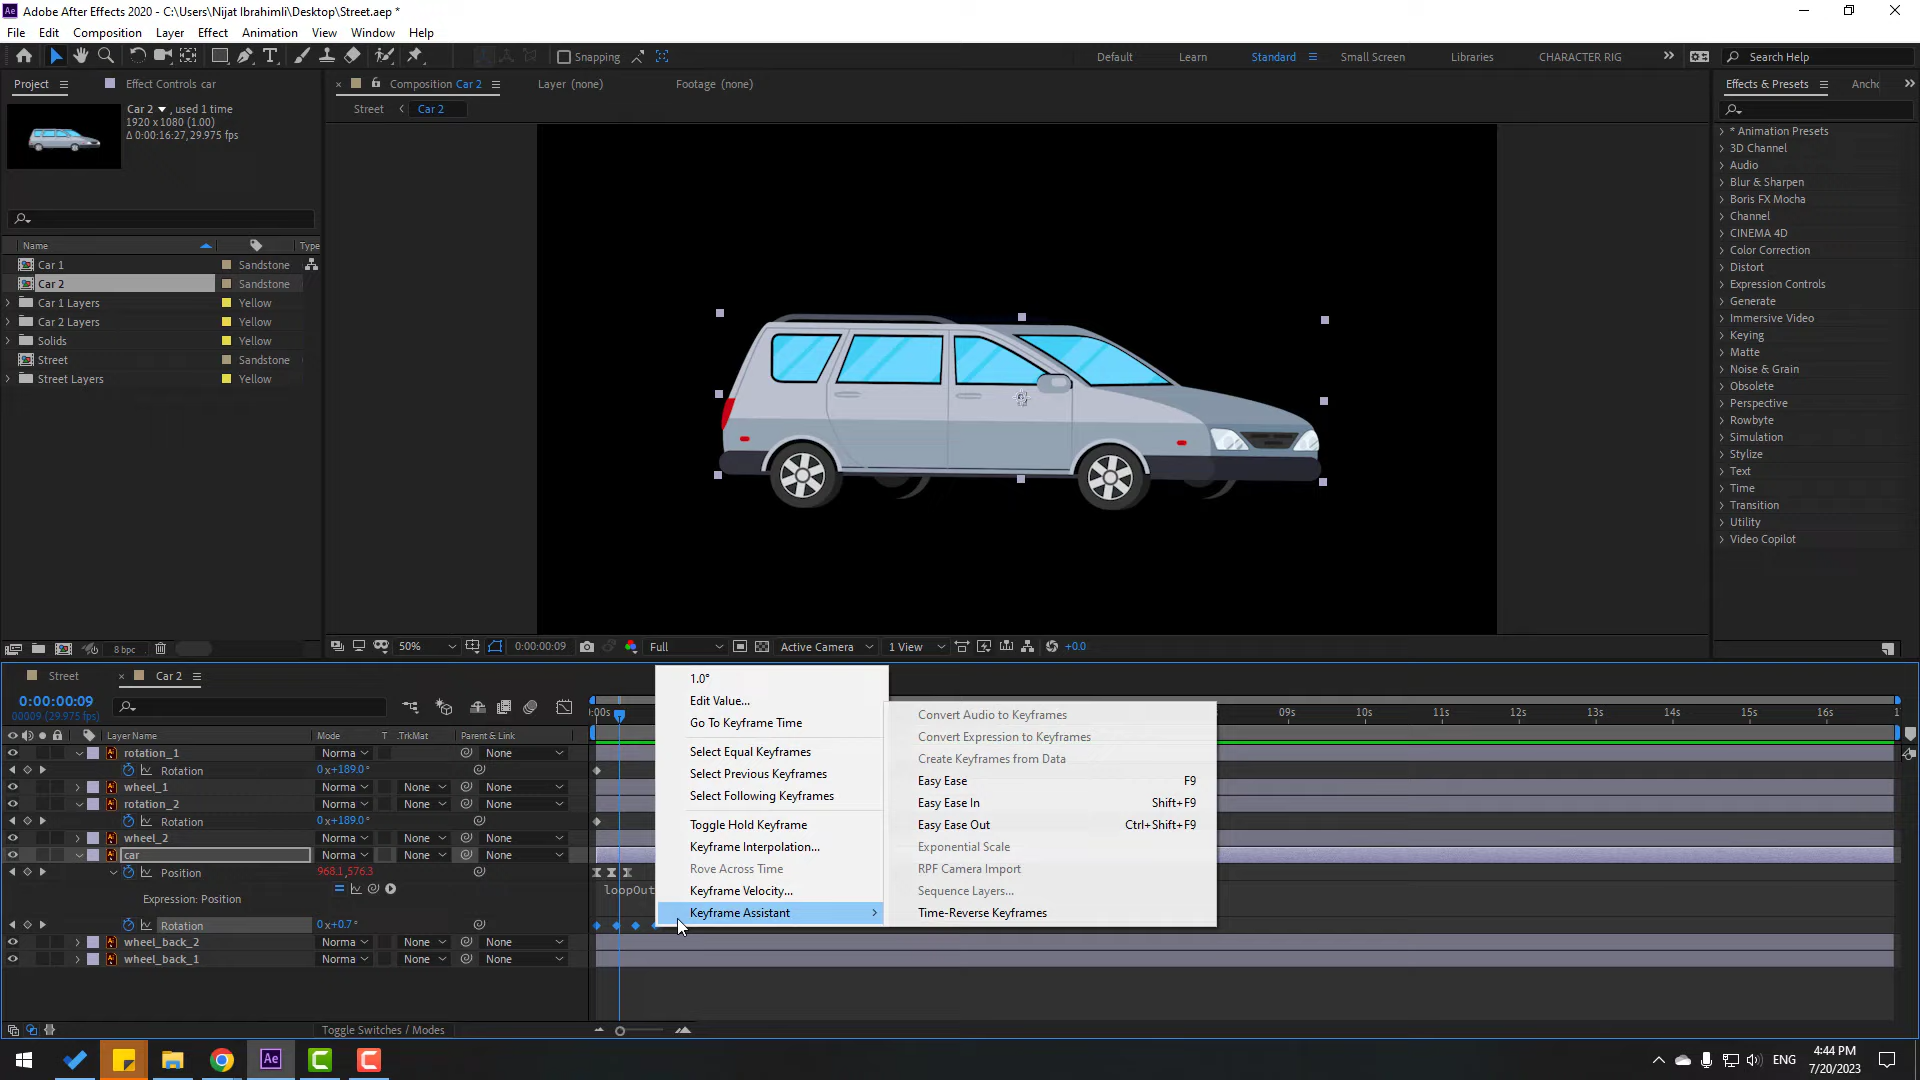 Adobe After Effects 2020 - C:\Users\Nijat Ibrahimli\Desktop\Street.aep *
File Edit Composition Layer Effect Animation View Window Help
Snapping Default Learn Standard Small Screen Libraries CHARACTER RIG Search Help
Project Effect Controls car Composition Car 2 Layer (none) Footage (none) Effects & Presets
Car 2 , used 1 time
1920 x 1080 (1.00)
Δ 0:00:16:27, 29.975 fps
Street Car 2
Name Type
Car 1 Sandstone
Car 2 Sandstone
Car 1 Layers Yellow
Car 2 Layers Yellow
Solids Yellow
Street Sandstone
Street Layers Yellow
* Animation Presets
3D Channel
Audio
Blur & Sharpen
Boris FX Mocha
Channel
CINEMA 4D
Color Correction
Distort
Expression Controls
Generate
Immersive Video
Keying
Matte
Noise & Grain
Obsolete
Perspective
Rowbyte
Simulation
Stylize
Text
Time
Transition
Utility
Video Copilot
8 bpc
50% 0:00:00:09 Full Active Camera 1 View +0.0
Street Car 2
0:00:00:09
00009 (29.975 fps)
Layer Name Mode T .TrkMat Parent & Link
:00s 09s 10s 11s 12s 13s 14s 15s 16s 1
rotation_1 Norma None
Rotation 0x+189.0°
wheel_1 Norma None None
rotation_2 Norma None None
Rotation 0x+189.0°
wheel_2 Norma None None
car Norma None None
Position 968.1,576.3
Expression: Position loopOut
Rotation 0x+0.7°
wheel_back_2 Norma None None
wheel_back_1 Norma None None
Toggle Switches / Modes
1.0°
Edit Value...
Go To Keyframe Time
Select Equal Keyframes
Select Previous Keyframes
Select Following Keyframes
Toggle Hold Keyframe
Keyframe Interpolation...
Rove Across Time
Keyframe Velocity...
Keyframe Assistant
Convert Audio to Keyframes
Convert Expression to Keyframes
Create Keyframes from Data
Easy Ease F9
Easy Ease In Shift+F9
Easy Ease Out Ctrl+Shift+F9
Exponential Scale
RPF Camera Import
Sequence Layers...
Time-Reverse Keyframes
ENG
4:44 PM
7/20/2023